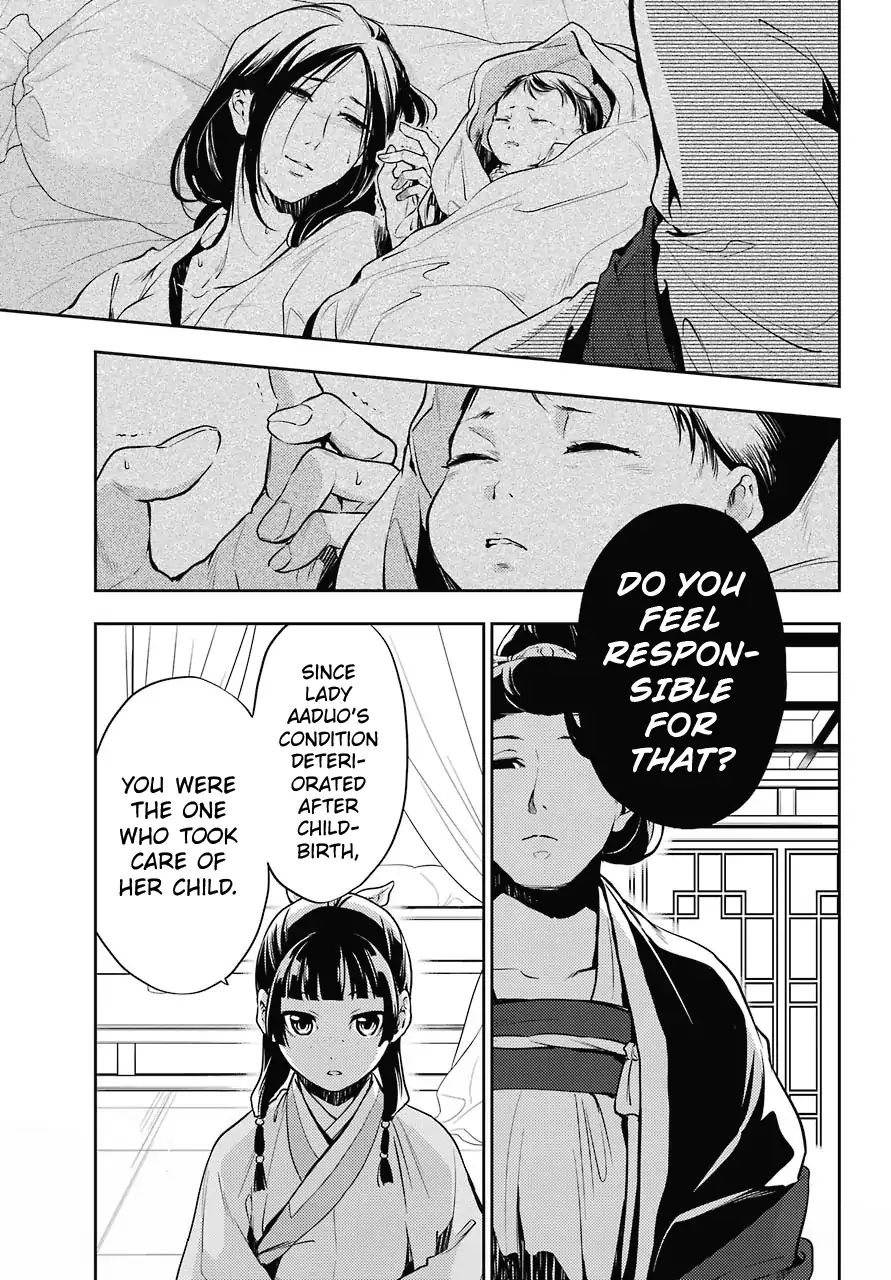 DO YOU
FEEL
RESPON-
SIBLE
FOR
THAT?
SINCE
LADY
AADUO'S
CONDITION
DETERI-
ORATED
AFTER
CHILD-
BIRTH,
YOU WERE
THE ONE
WHO TOOK
CARE OF
HER CHILD.